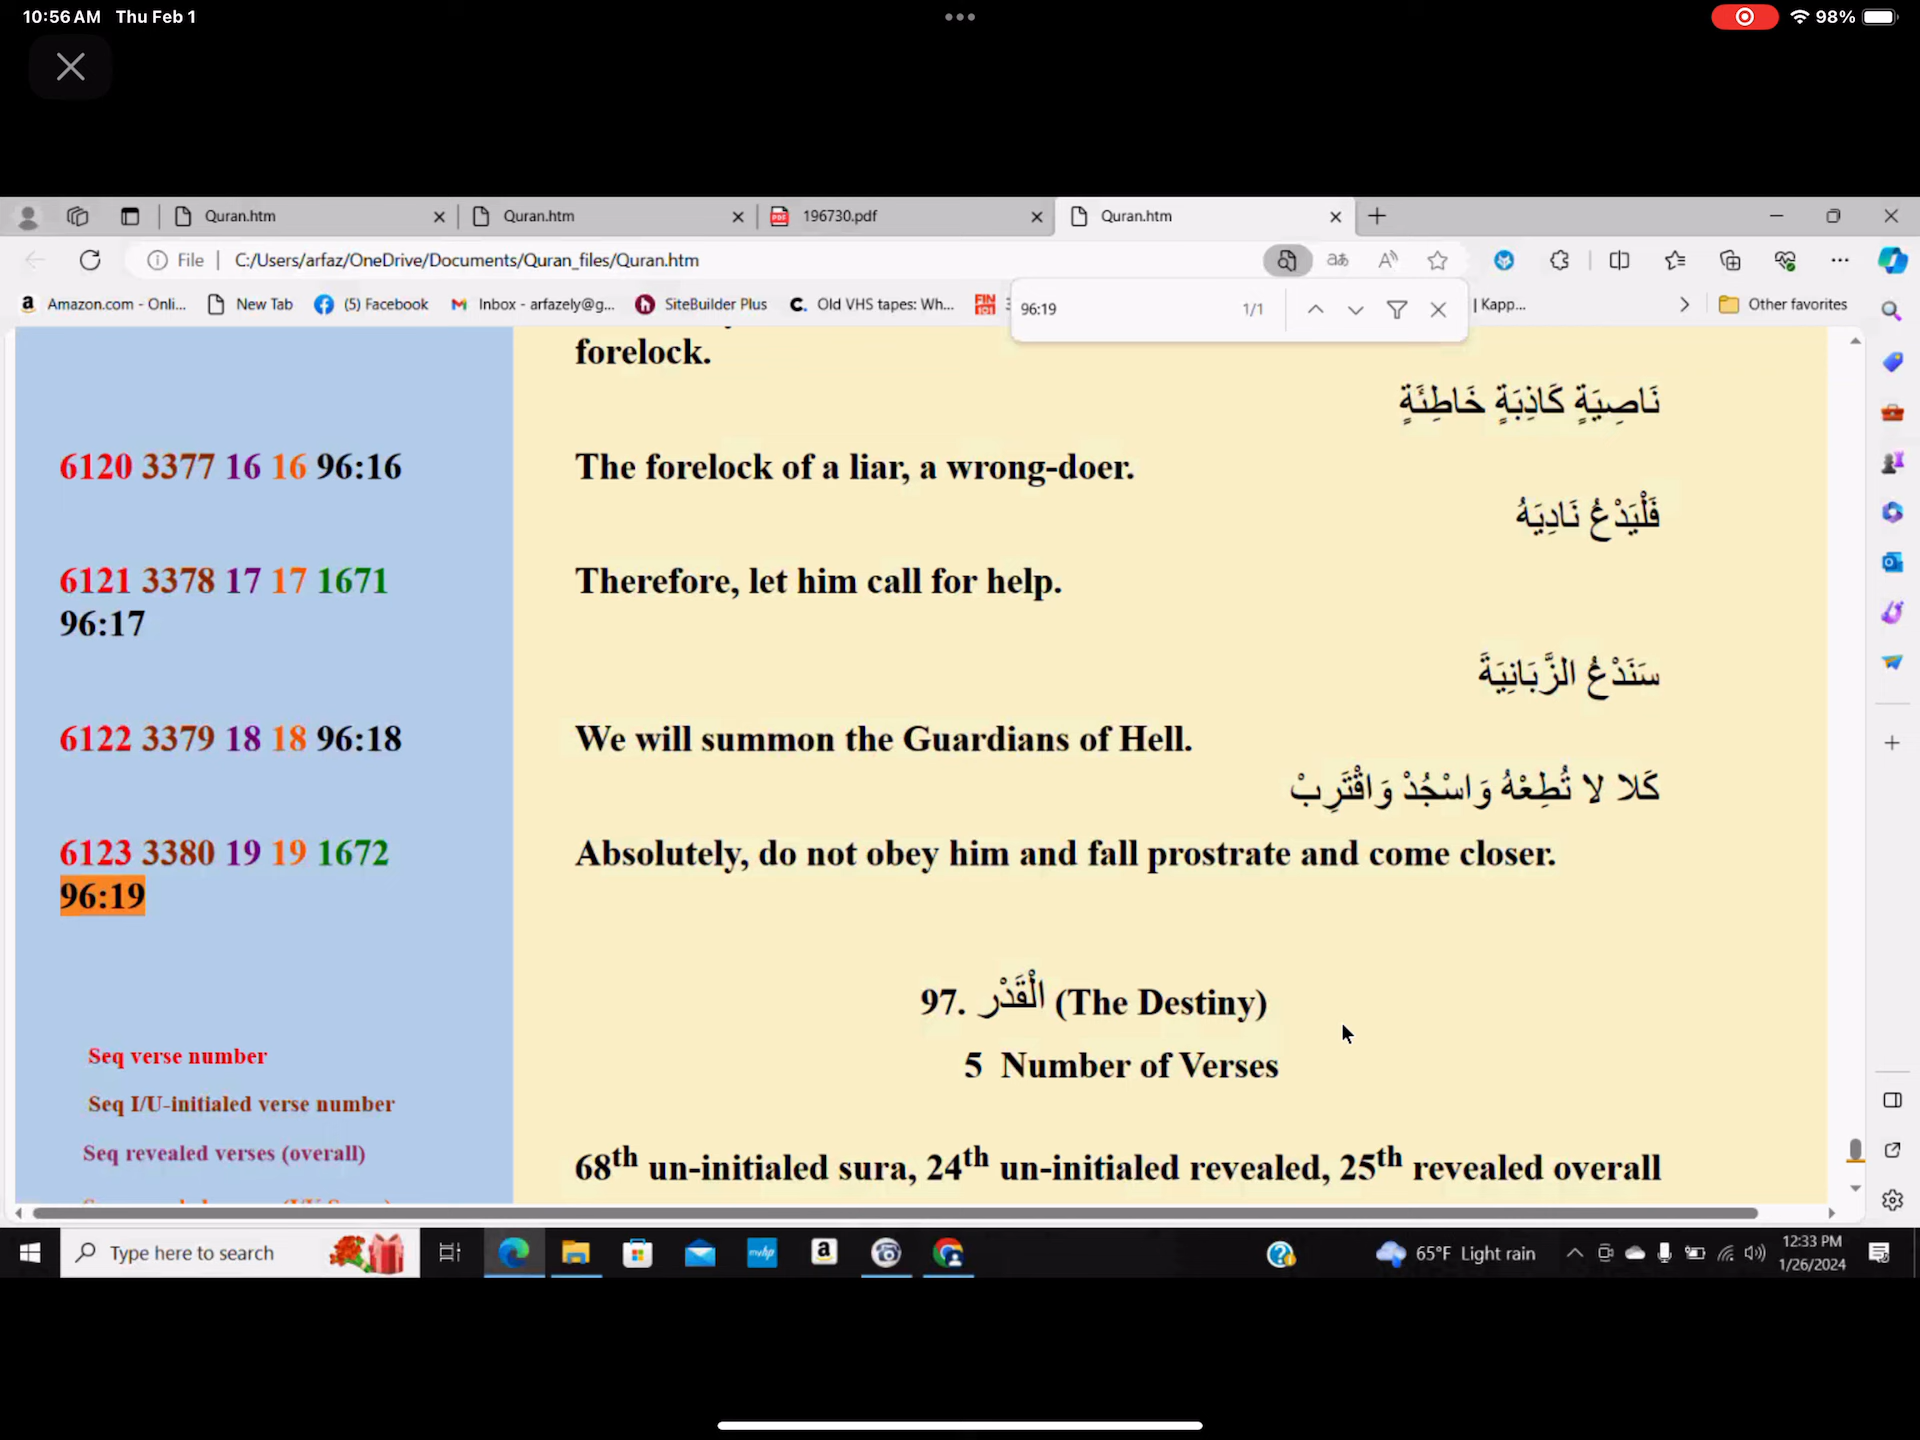 10:56 AM Thu Feb 1
98%
Quran.htm
Quran.htm
196730.pdf
Quran.htm
File C:/Users/arfaz/OneDrive/Documents/Quran_files/Quran.htm
Amazon.com - Onli...
New Tab
(5) Facebook
Inbox - arfazely@g...
SiteBuilder Plus
Old VHS tapes: Wh...
| Kapp...
Other favorites
96:19 1/1
forelock.
نَاصِيَةٍ كَاذِبَةٍ خَاطِئَةٍ
6120 3377 16 16 96:16
The forelock of a liar, a wrong-doer.
فَلْيَدْعُ نَادِيَهُ
6121 3378 17 17 1671
96:17
Therefore, let him call for help.
سَنَدْعُ الزَّبَانِيَةَ
6122 3379 18 18 96:18
We will summon the Guardians of Hell.
كَلا لا تُطِعْهُ وَاسْجُدْ وَاقْتَرِبْ
6123 3380 19 19 1672
96:19
Absolutely, do not obey him and fall prostrate and come closer.
97. الْقَدْر (The Destiny)
5 Number of Verses
68th un-initialed sura, 24th un-initialed revealed, 25th revealed overall
Seq verse number
Seq I/U-initialed verse number
Seq revealed verses (overall)
Type here to search
65°F Light rain
12:33 PM
1/26/2024